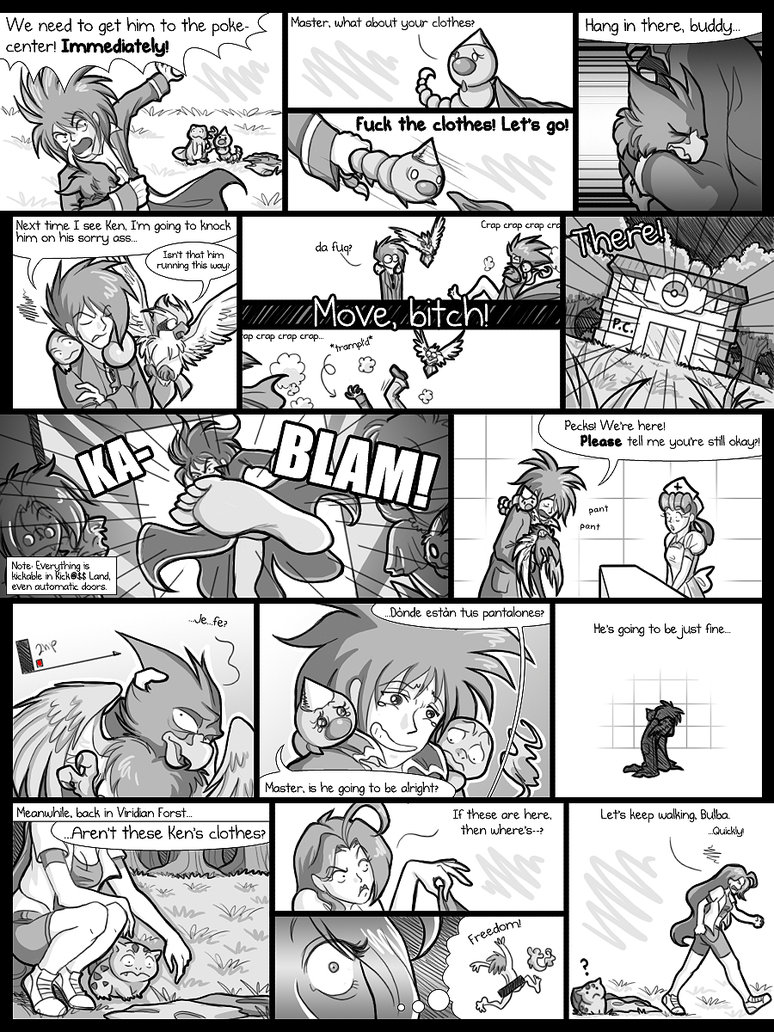 We need to get him to the poke-
center! Immediately!
Master, what about your clothes?
Fuck the clothes! Let's go!
Hang in there, buddy...
Next time I see Ken, I'm going to knock
him on his sorry ass...
Isn't that him
running this way?
da fuq?
Crap crap crap cra
Move, bitch!
ap crap crap crap...
*trampl'd*
There!
P.C.
KA-
BLAM!
Note: Everything is
kickable in Kick@$$ Land,
even automatic doors.
Pecks! We're here!
Please tell me you're still okay?!
pant
pant
2HP
...Je...fe?
...Dònde estàn tus pantalones?
Master, is he going to be alright?
He's going to be just fine...
Meanwhile, back in Viridian Forst...
...Aren't these Ken's clothes?
If these are here,
then where's--?
Freedom!
Let's keep walking, Bulba.
...Quickly!
?